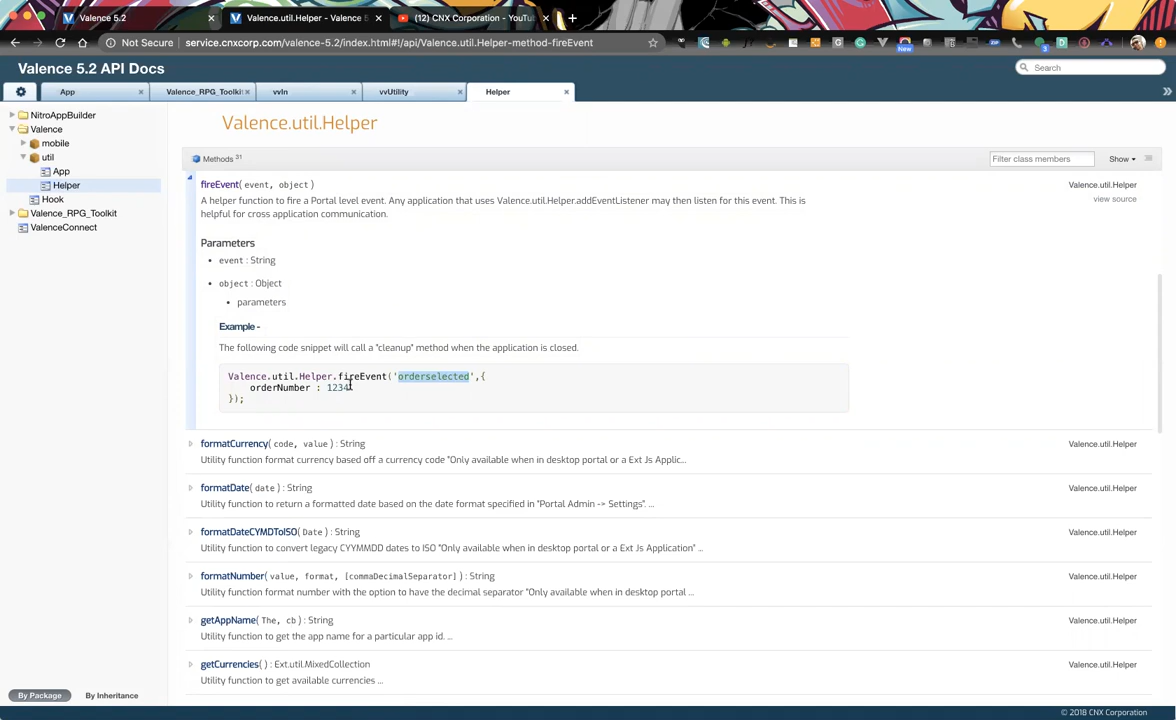 Valence 5.2
Valence.util.Helper - Valence 5
(12) CNX Corporation - YouTu
Not Secure
service.cnxcorp.com/valence-5.2/index.html#!/api/Valence.util.Helper-method-fireEvent
New
3
Valence 5.2 API Docs
Search
App
Valence_RPG_Toolkit
vvIn
vvUtility
Helper
NitroAppBuilder
Valence
mobile
util
App
Helper
Hook
Valence_RPG_Toolkit
ValenceConnect
Valence.util.Helper
Methods 31
Filter class members
Show
fireEvent( event, object )
Valence.util.Helper
view source
A helper function to fire a Portal level event. Any application that uses Valence.util.Helper.addEventListener may then listen for this event. This is
helpful for cross application communication.
Parameters
event : String
object : Object
parameters
Example -
The following code snippet will call a "cleanup" method when the application is closed.
Valence.util.Helper.fireEvent('orderselected',{
orderNumber : 1234
});
formatCurrency( code, value ) : String
Valence.util.Helper
Utility function format currency based off a currency code "Only available when in desktop portal or a Ext Js Applic...
formatDate( date ) : String
Valence.util.Helper
Utility function to return a formatted date based on the date format specified in "Portal Admin -> Settings". ...
formatDateCYMDToISO( Date ) : String
Valence.util.Helper
Utility function to convert legacy CYYMMDD dates to ISO "Only available when in desktop portal or a Ext Js Application" ...
formatNumber( value, format, [commaDecimalSeparator] ) : String
Valence.util.Helper
Utility function format number with the option to have the decimal separator "Only available when in desktop portal ...
getAppName( The, cb ) : String
Valence.util.Helper
Utility function to get the app name for a particular app id. ...
getCurrencies( ) : Ext.util.MixedCollection
Valence.util.Helper
Utility function to get available currencies ...
By Package
By Inheritance
© 2018 CNX Corporation